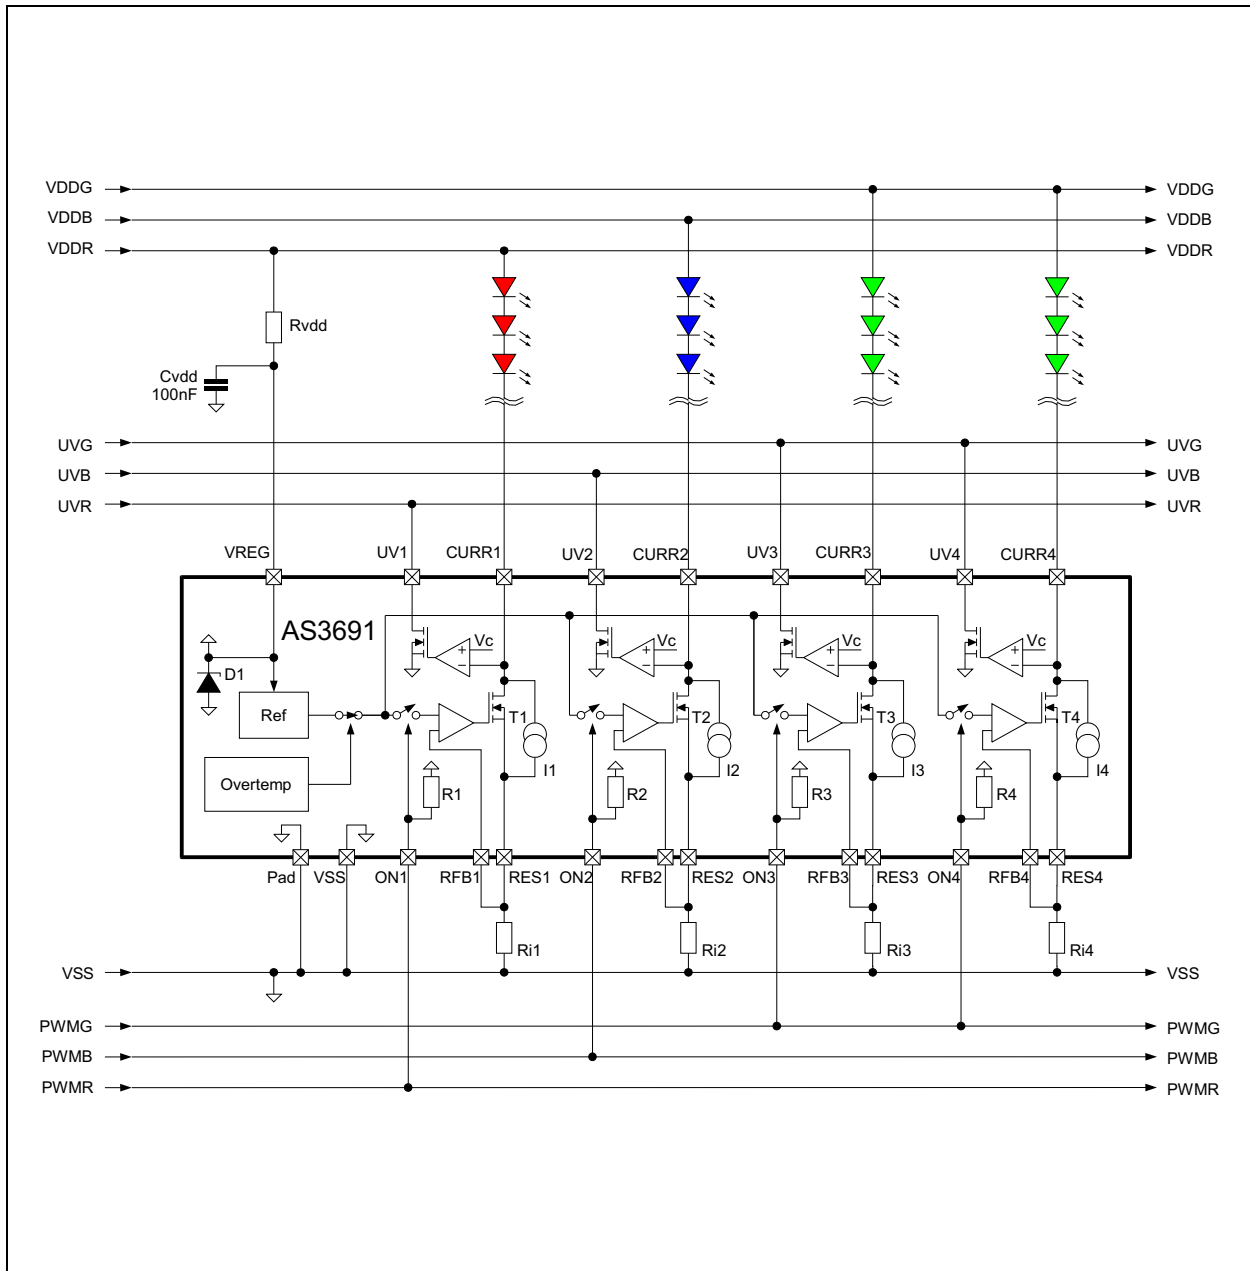 VDDG VDDG
VDDB VDDB
VDDR VDDR
Rvdd
Cvdd
100nF
UVG UVG
UVB UVB
UVR UVR
VREG UV1 CURR1 UV2 CURR2 UV3 CURR3 UV4 CURR4
AS3691
Vc Vc Vc Vc
D1
Ref T1 T2 T3 T4
I1 I2 I3 I4
Overtemp R1 R2 R3 R4
Pad VSS ON1 RFB1 RES1 ON2 RFB2 RES2 ON3 RFB3 RES3 ON4 RFB4 RES4
Ri1 Ri2 Ri3 Ri4
VSS VSS
PWMG PWMG
PWMB PWMB
PWMR PWMR